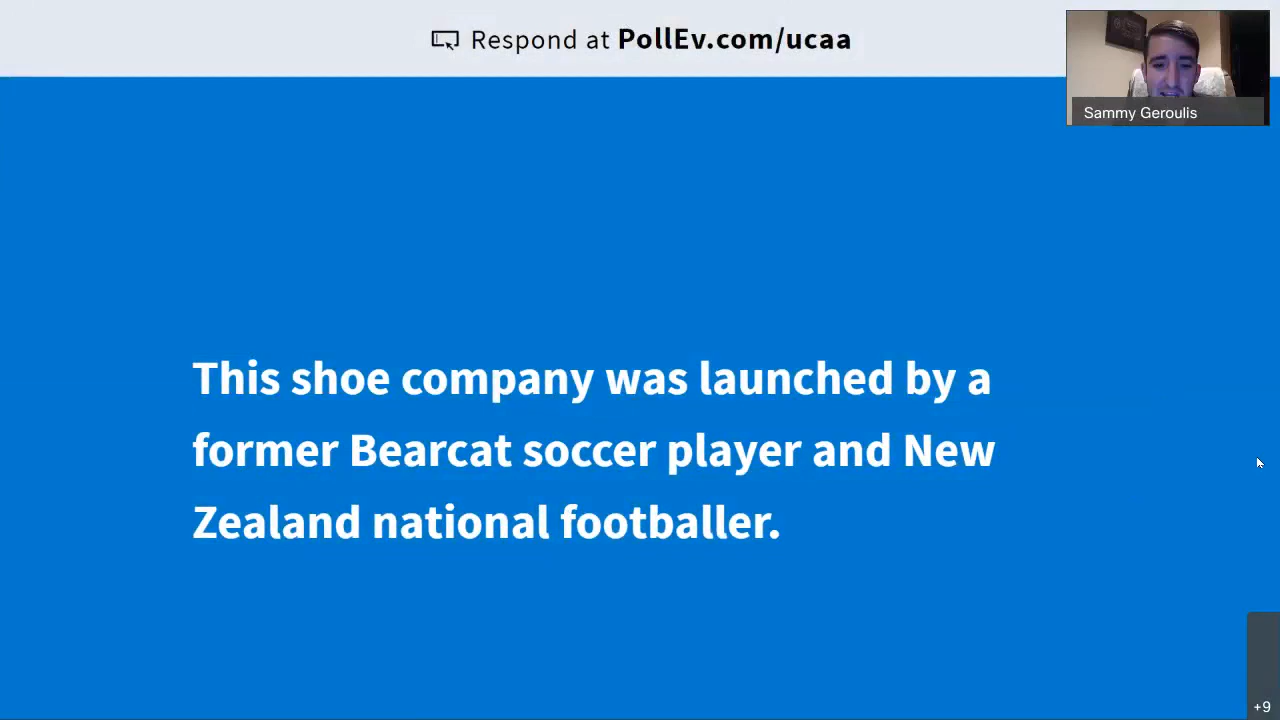 Respond at PollEv.com/ucaa
Sammy Geroulis
This shoe company was launched by a
former Bearcat soccer player and New
Zealand national footballer.
+9